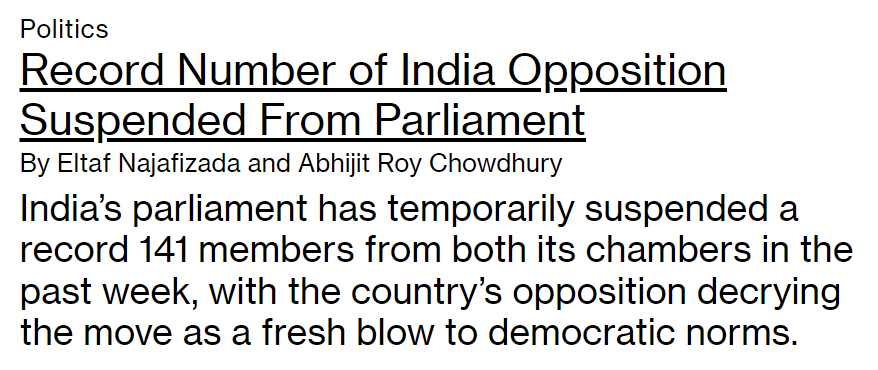 Politics
Record Number of India Opposition
Suspended From Parliament
By Eltaf Najafizada and Abhijit Roy Chowdhury
India’s parliament has temporarily suspended a
record 141 members from both its chambers in the
past week, with the country’s opposition decrying
the move as a fresh blow to democratic norms.